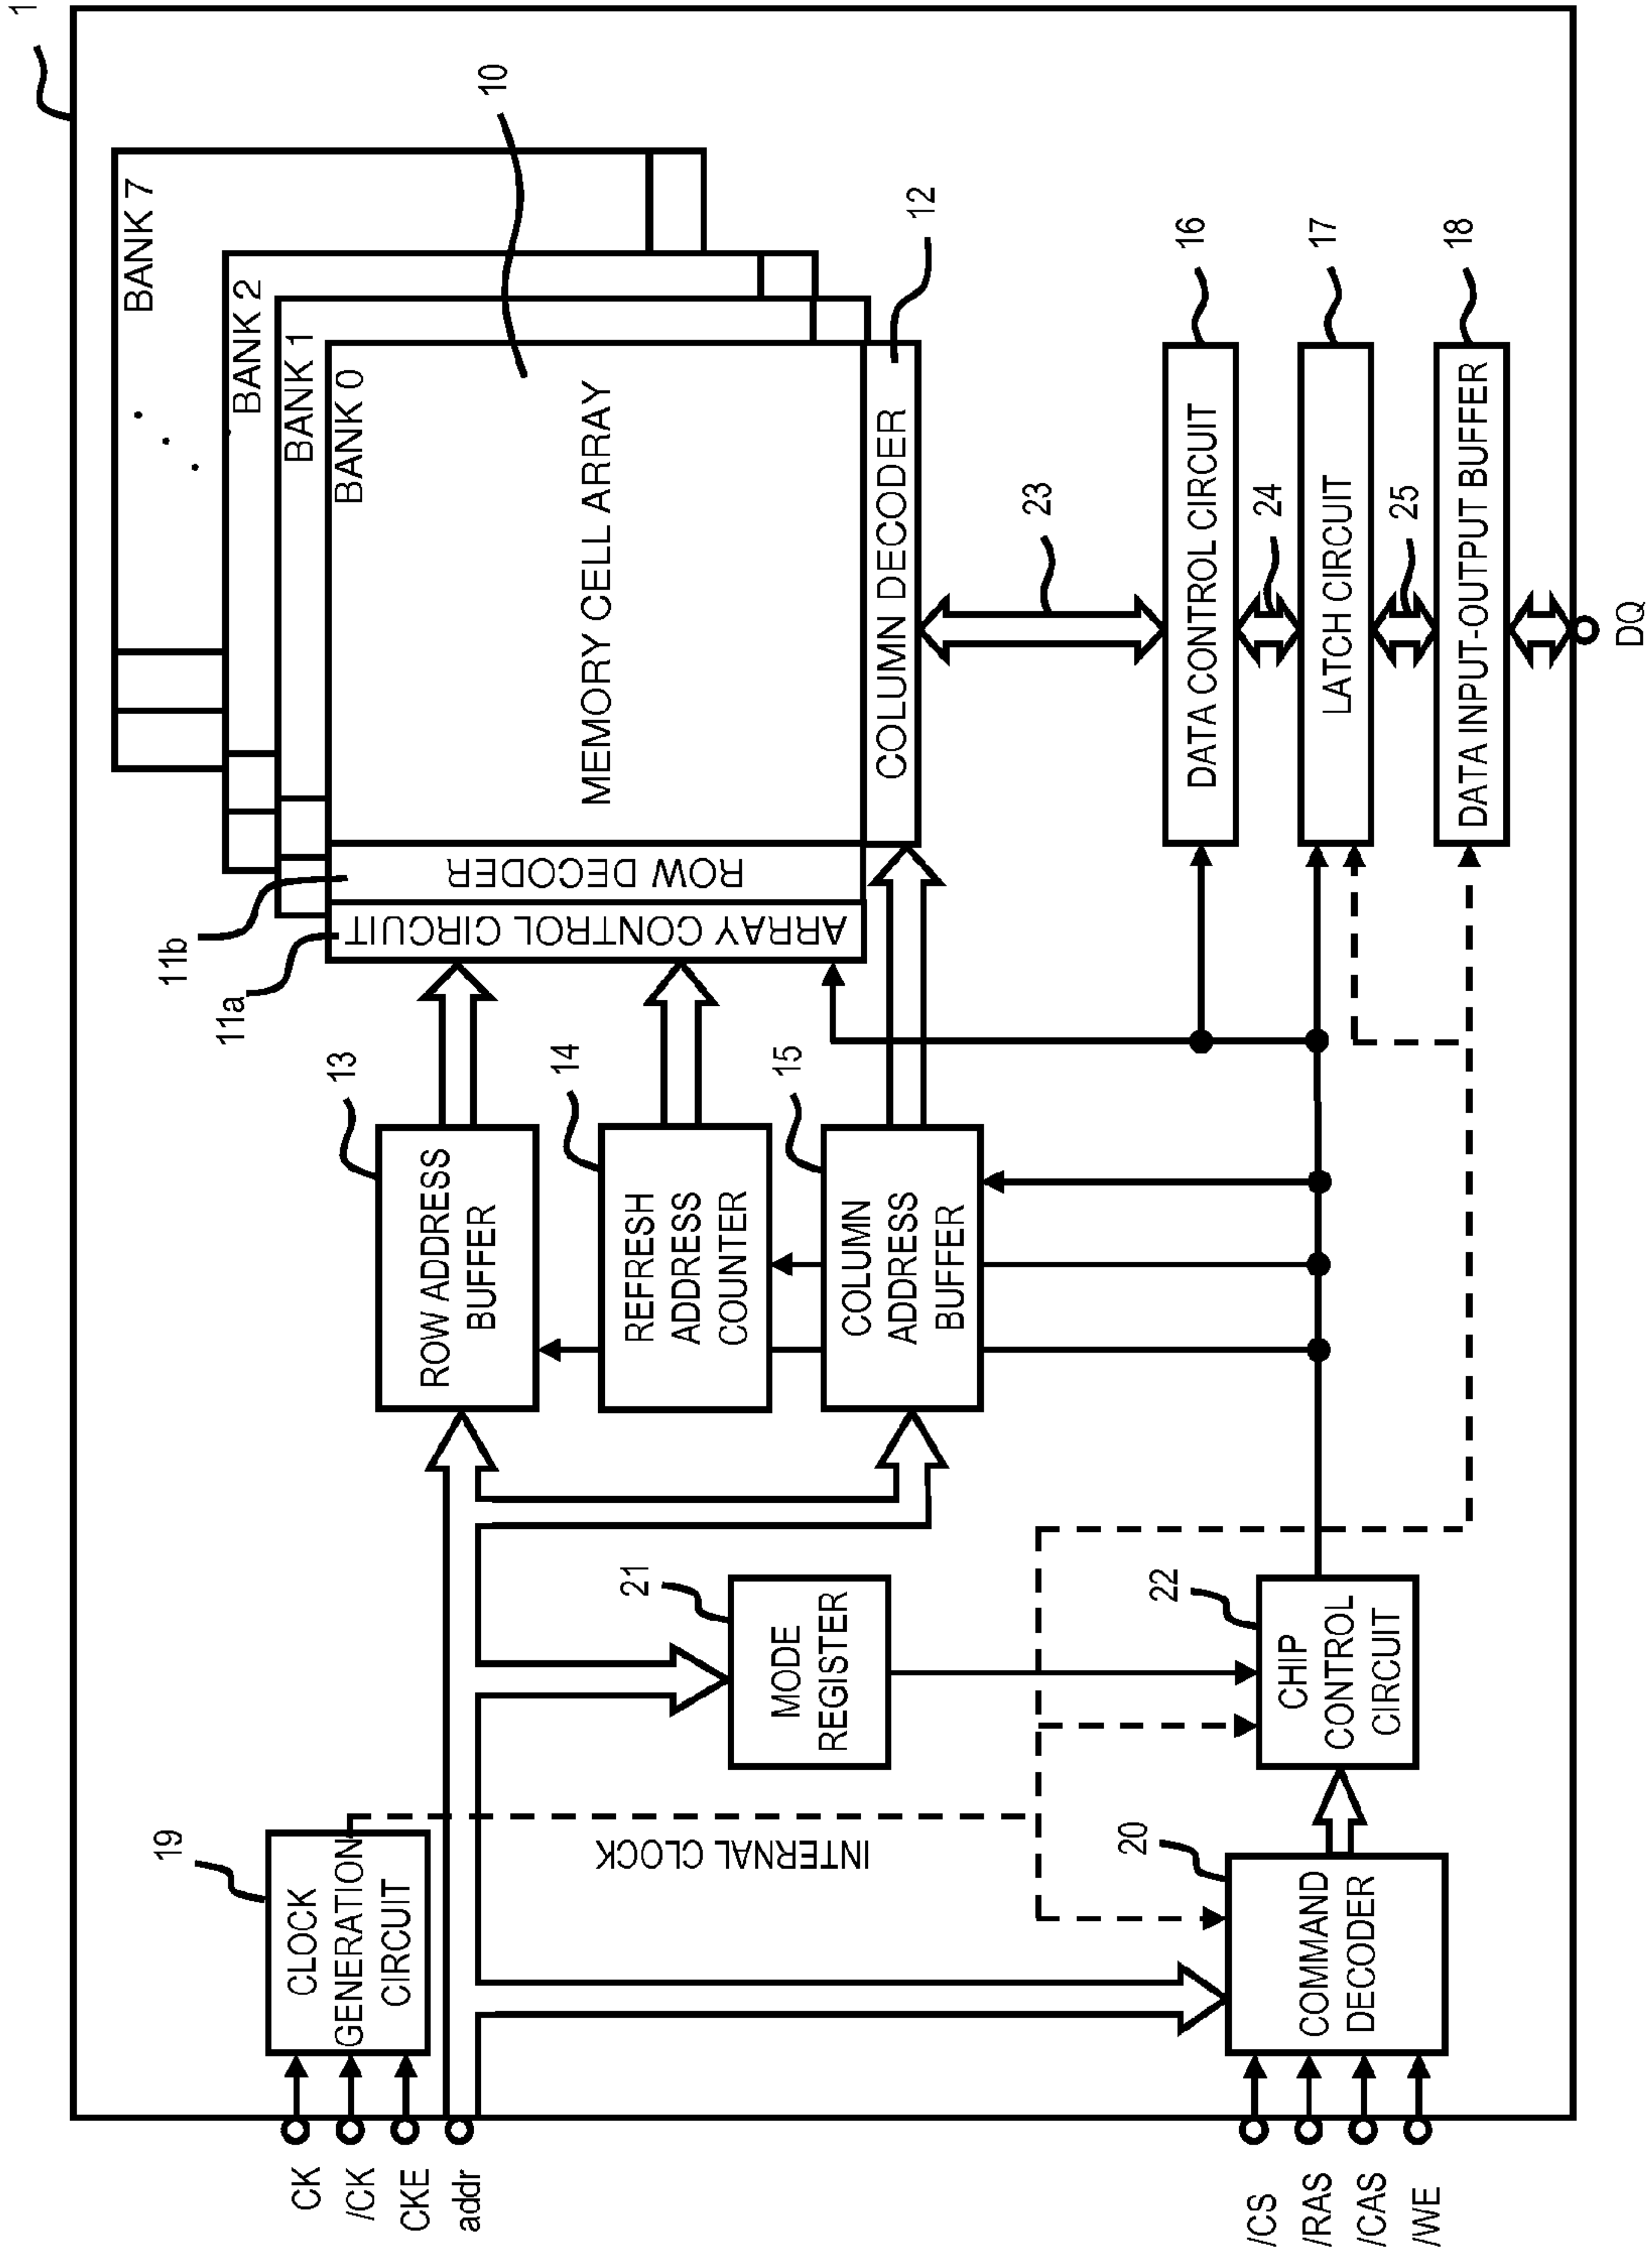 1
BANK 7
BANK 2
BANK 1
BANK 0
10
MEMORY CELL ARRAY
ROW DECODER
ARRAY CONTROL CIRCUIT
COLUMN DECODER
11b
11a
12
13
ROW ADDRESS
BUFFER
14
REFRESH
ADDRESS
COUNTER
15
COLUMN
ADDRESS
BUFFER
23
16
DATA CONTROL CIRCUIT
24
17
LATCH CIRCUIT
25
18
DATA INPUT-OUTPUT BUFFER
DQ
19
CLOCK
GENERATION
CIRCUIT
INTERNAL CLOCK
21
MODE
REGISTER
22
CHIP
CONTROL
CIRCUIT
20
COMMAND
DECODER
CK
/CK
CKE
addr
/CS
/RAS
/CAS
/WE